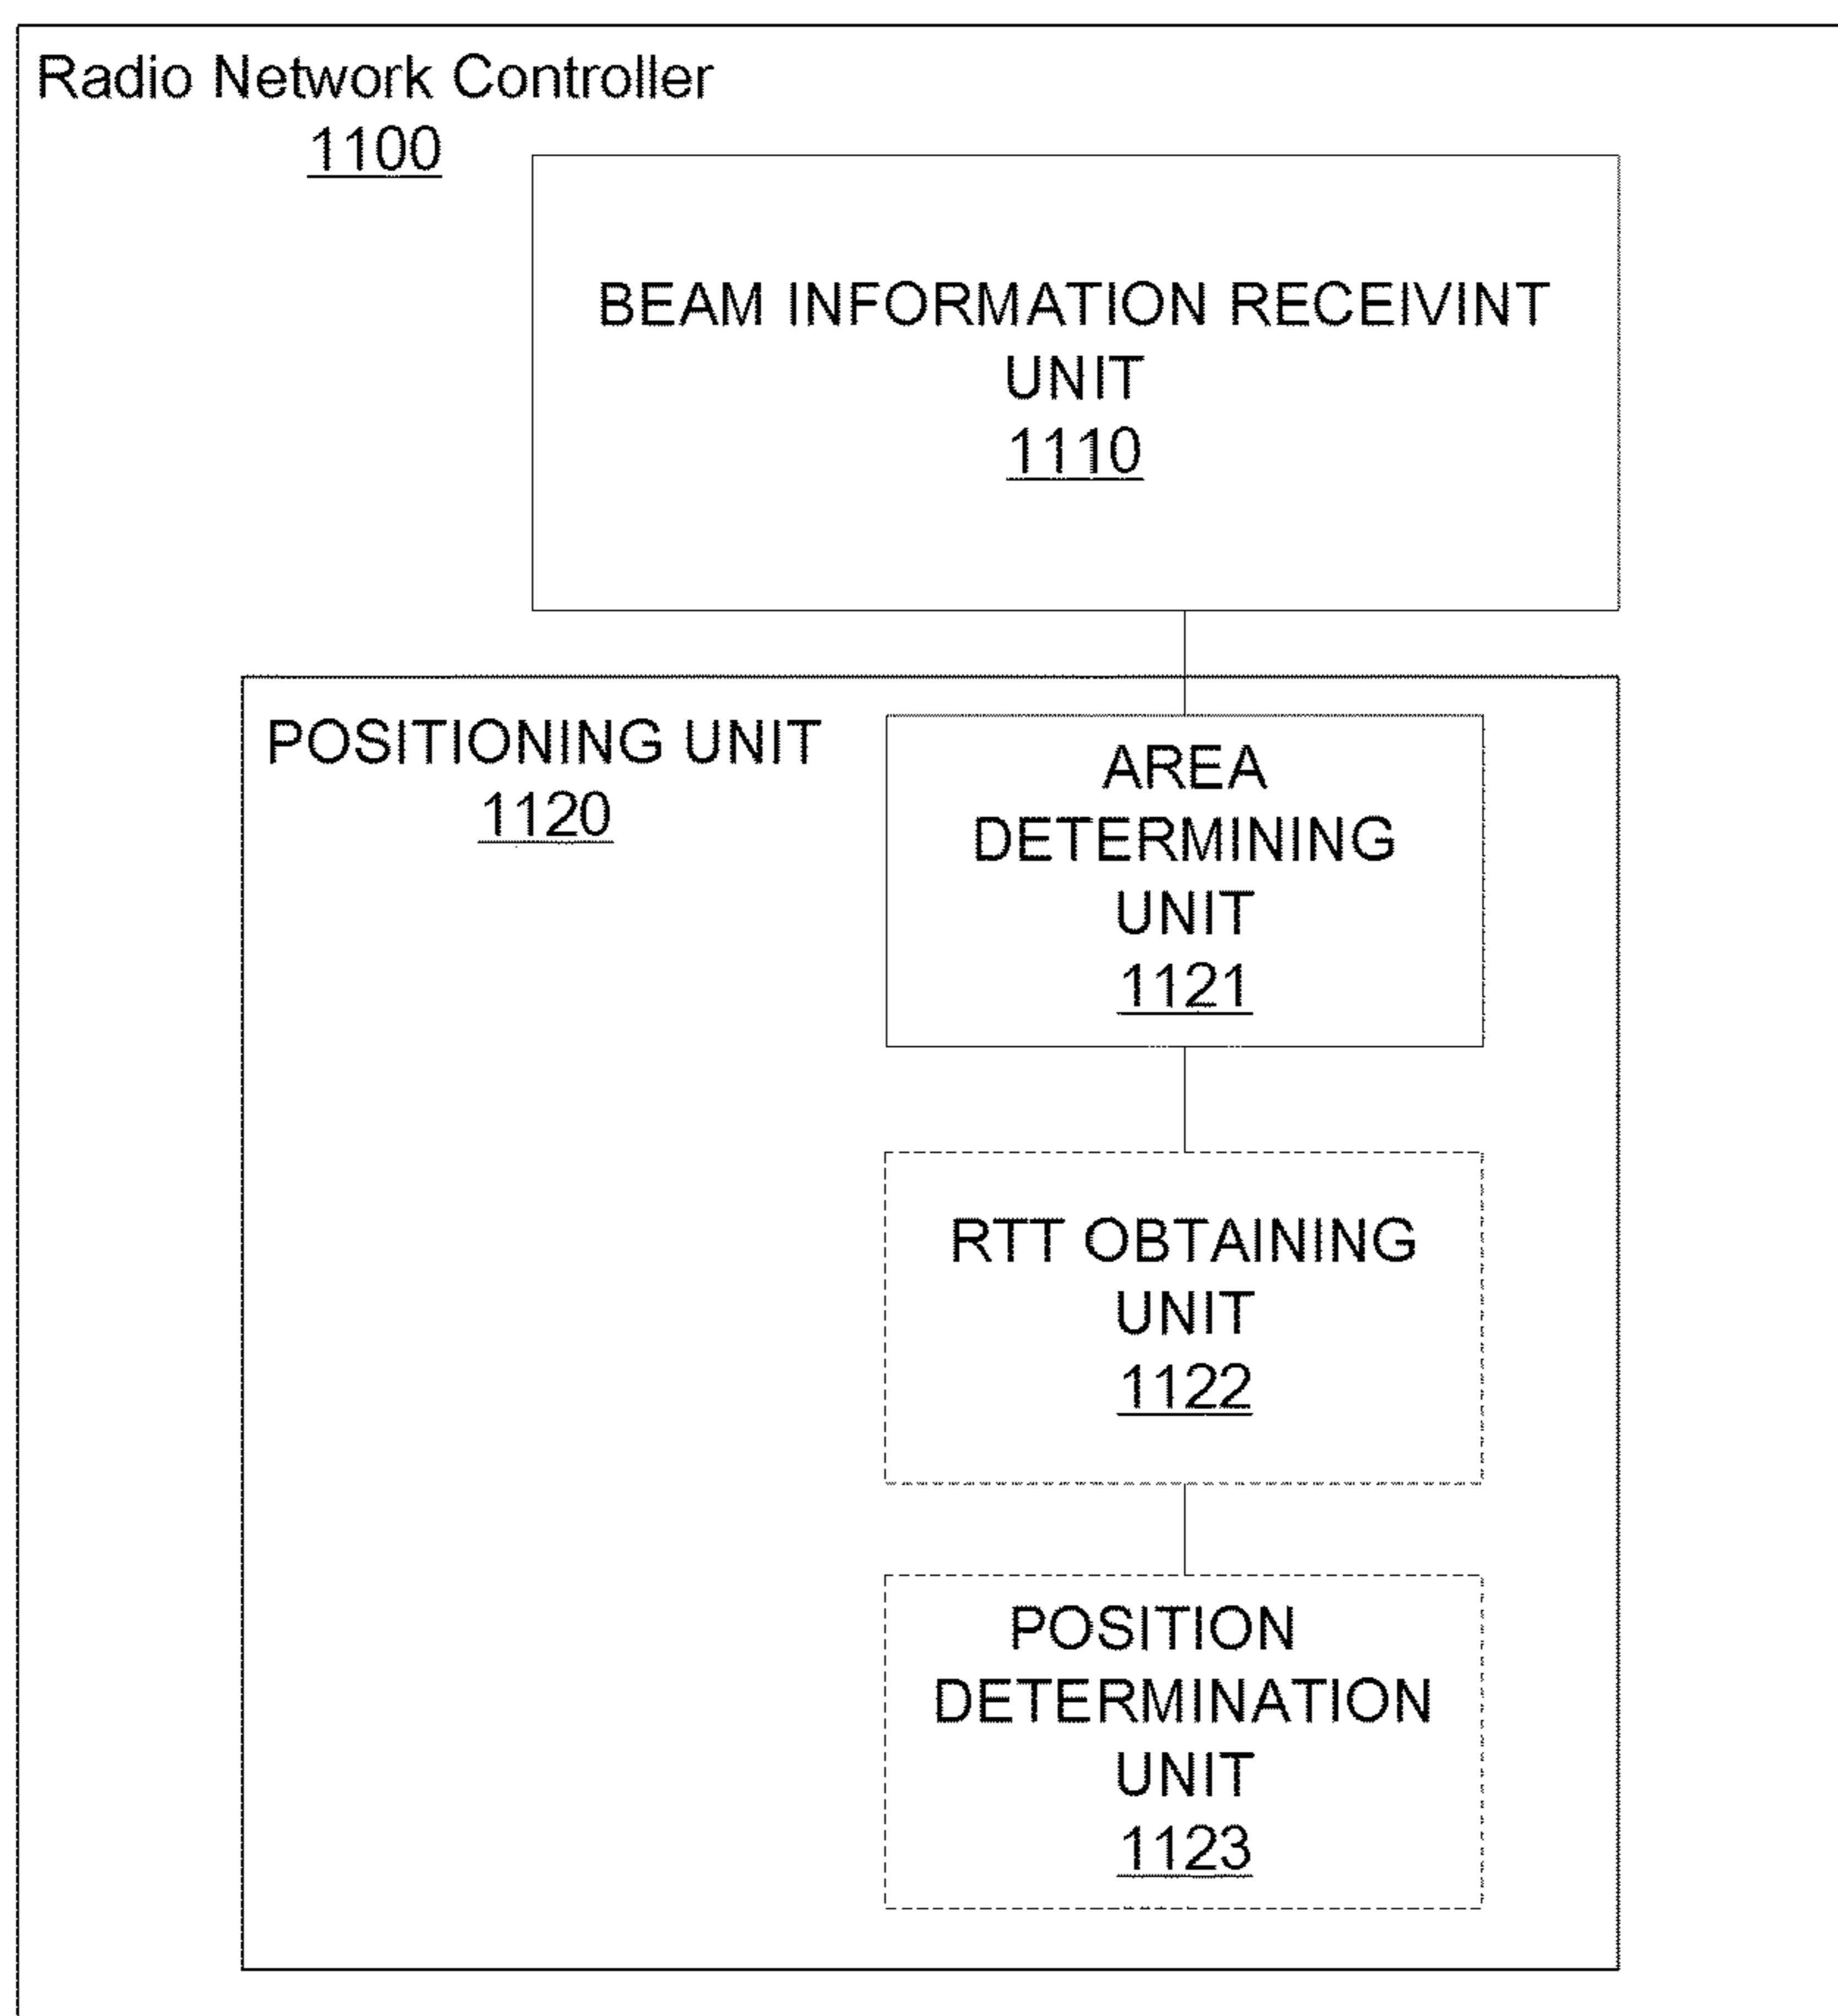 Radio Network Controller
1100
BEAM INFORMATION RECEIVINT
UNIT
1110
POSITIONING UNIT
1120
AREA
DETERMINING
UNIT
1121
RTT OBTAINING
UNIT
1122
POSITION
DETERMINATION
UNIT
1123